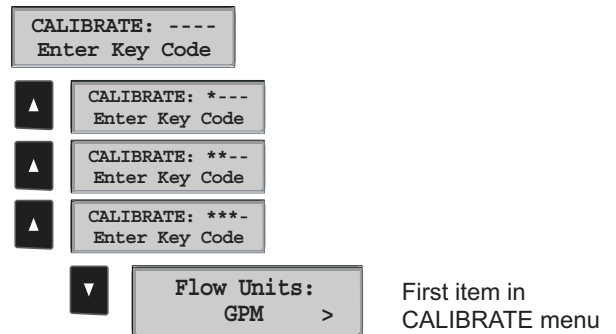 CALIBRATE: ----
Enter Key Code
CALIBRATE: *---
Enter Key Code
CALIBRATE: **--
Enter Key Code
CALIBRATE: ***-
Enter Key Code
Flow Units:
GPM >
First item in
CALIBRATE menu